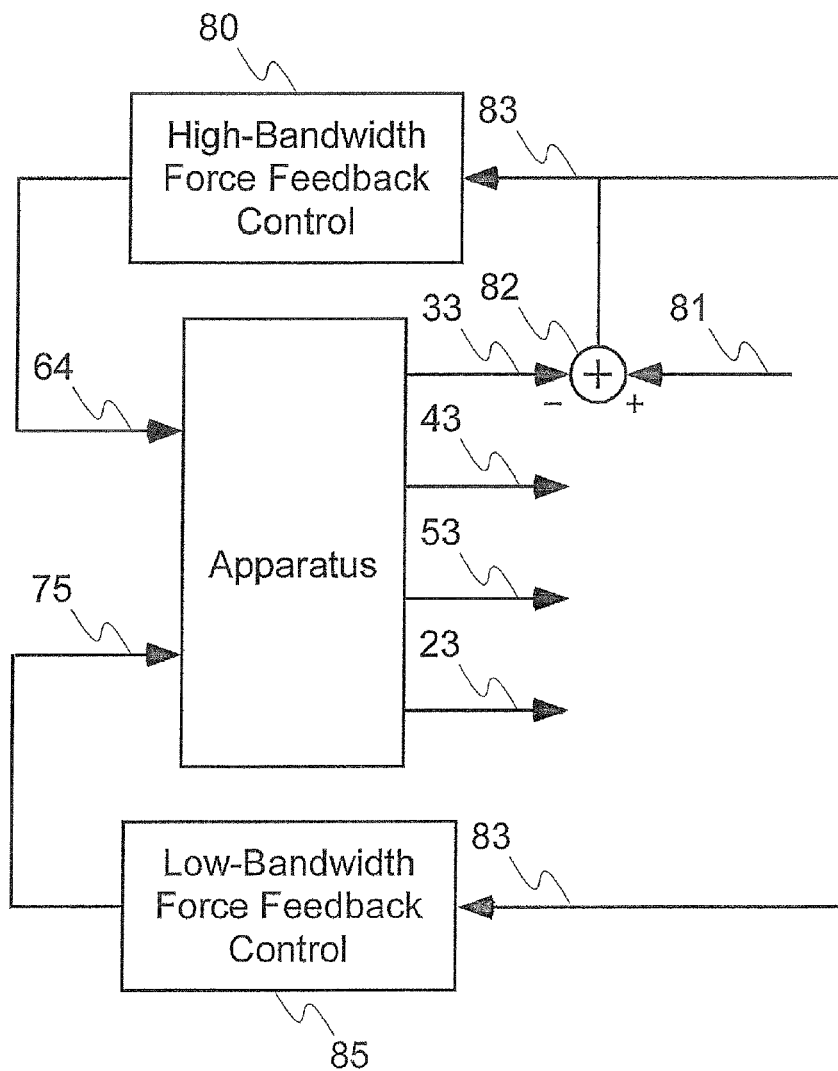 80
High-Bandwidth
Force Feedback
Control
83
33
82
81
64
− +
43
Apparatus
53
75
23
Low-Bandwidth
Force Feedback
Control
83
85